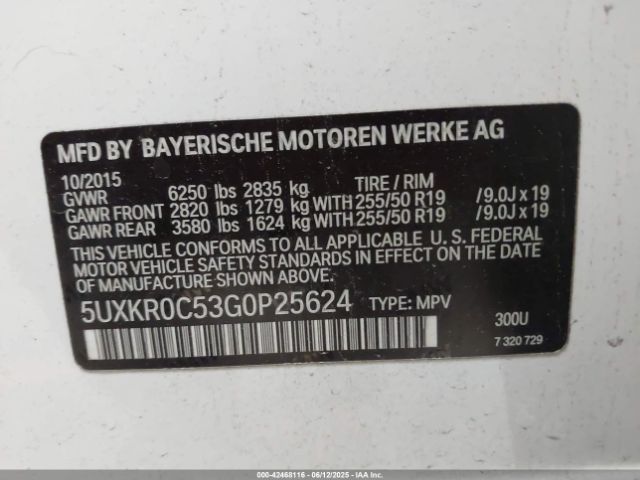 MFD BY BAYERISCHE MOTOREN WERKE AG
10/2015
GVWR 6250 lbs 2835 kg TIRE / RIM
GAWR FRONT 2820 lbs 1279 kg WITH 255/50 R19 /9.0J x 19
GAWR REAR 3580 lbs 1624 kg WITH 255/50 R19 /9.0J x 19
THIS VEHICLE CONFORMS TO ALL APPLICABLE U. S. FEDERAL
MOTOR VEHICLE SAFETY STANDARDS IN EFFECT ON THE DATE
OF MANUFACTURE SHOWN ABOVE.
5UXKR0C53G0P25624 TYPE: MPV
300U
7 320 729
000-42468116 - 06/12/2025 - IAAI.COM